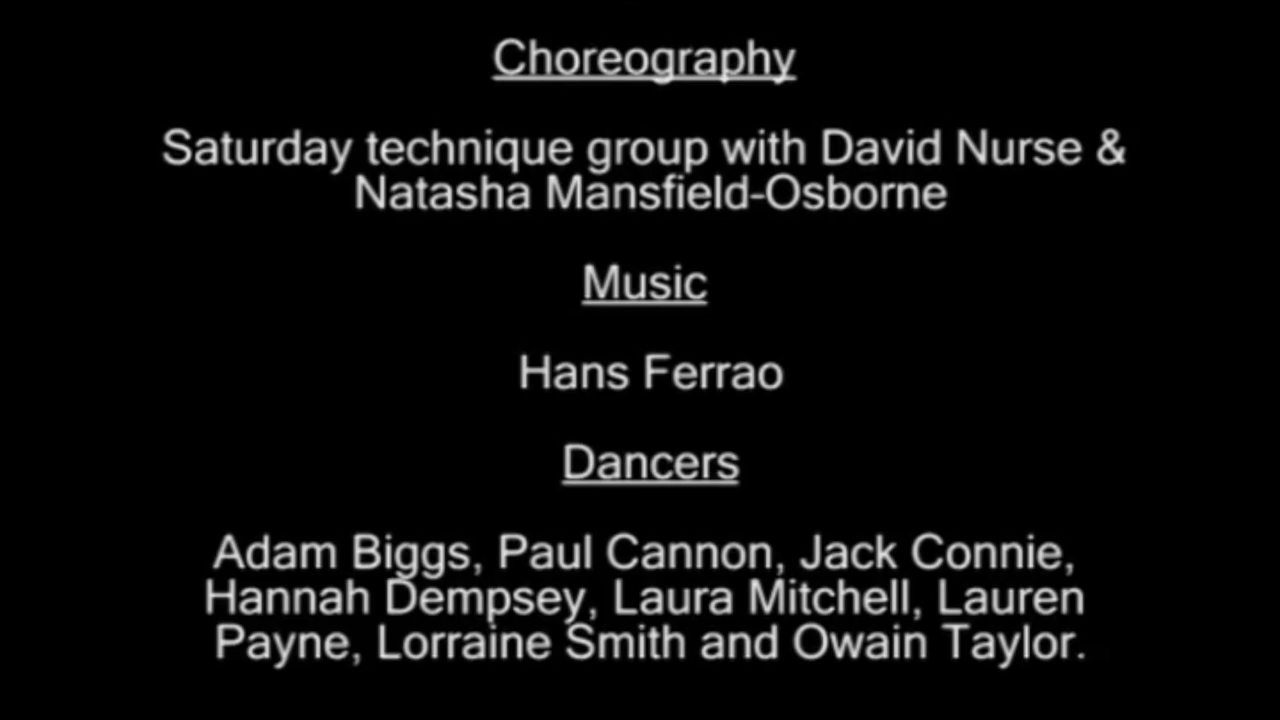 Choreography
Saturday technique group with David Nurse &
Natasha Mansfield-Osborne
Music
Hans Ferrao
Dancers
Adam Biggs, Paul Cannon, Jack Connie,
Hannah Dempsey, Laura Mitchell, Lauren
Payne, Lorraine Smith and Owain Taylor.